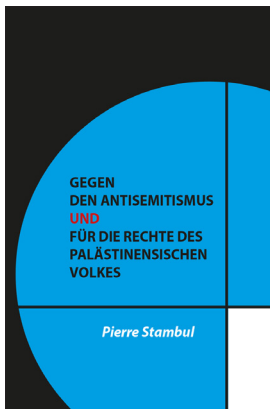 GEGEN
DEN ANTISEMITISMUS
UND
FÜR DIE RECHTE DES
PALÄSTINENSISCHEN
VOLKES
Pierre Stambul